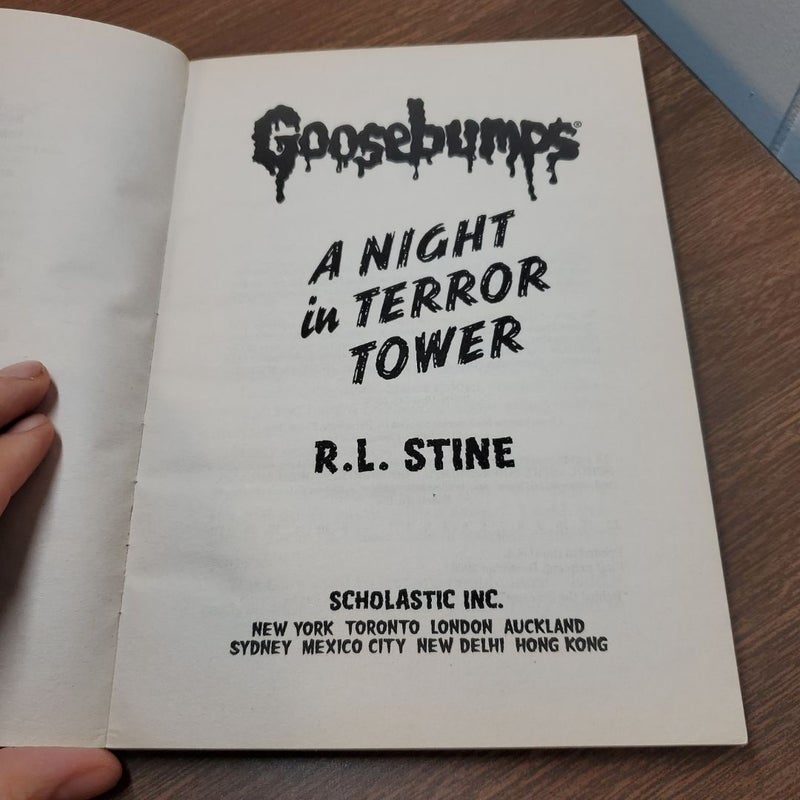 Goosebumps®
A NIGHT
in TERROR
TOWER
R.L. STINE
SCHOLASTIC INC.
NEW YORK TORONTO LONDON AUCKLAND
SYDNEY MEXICO CITY NEW DELHI HONG KONG